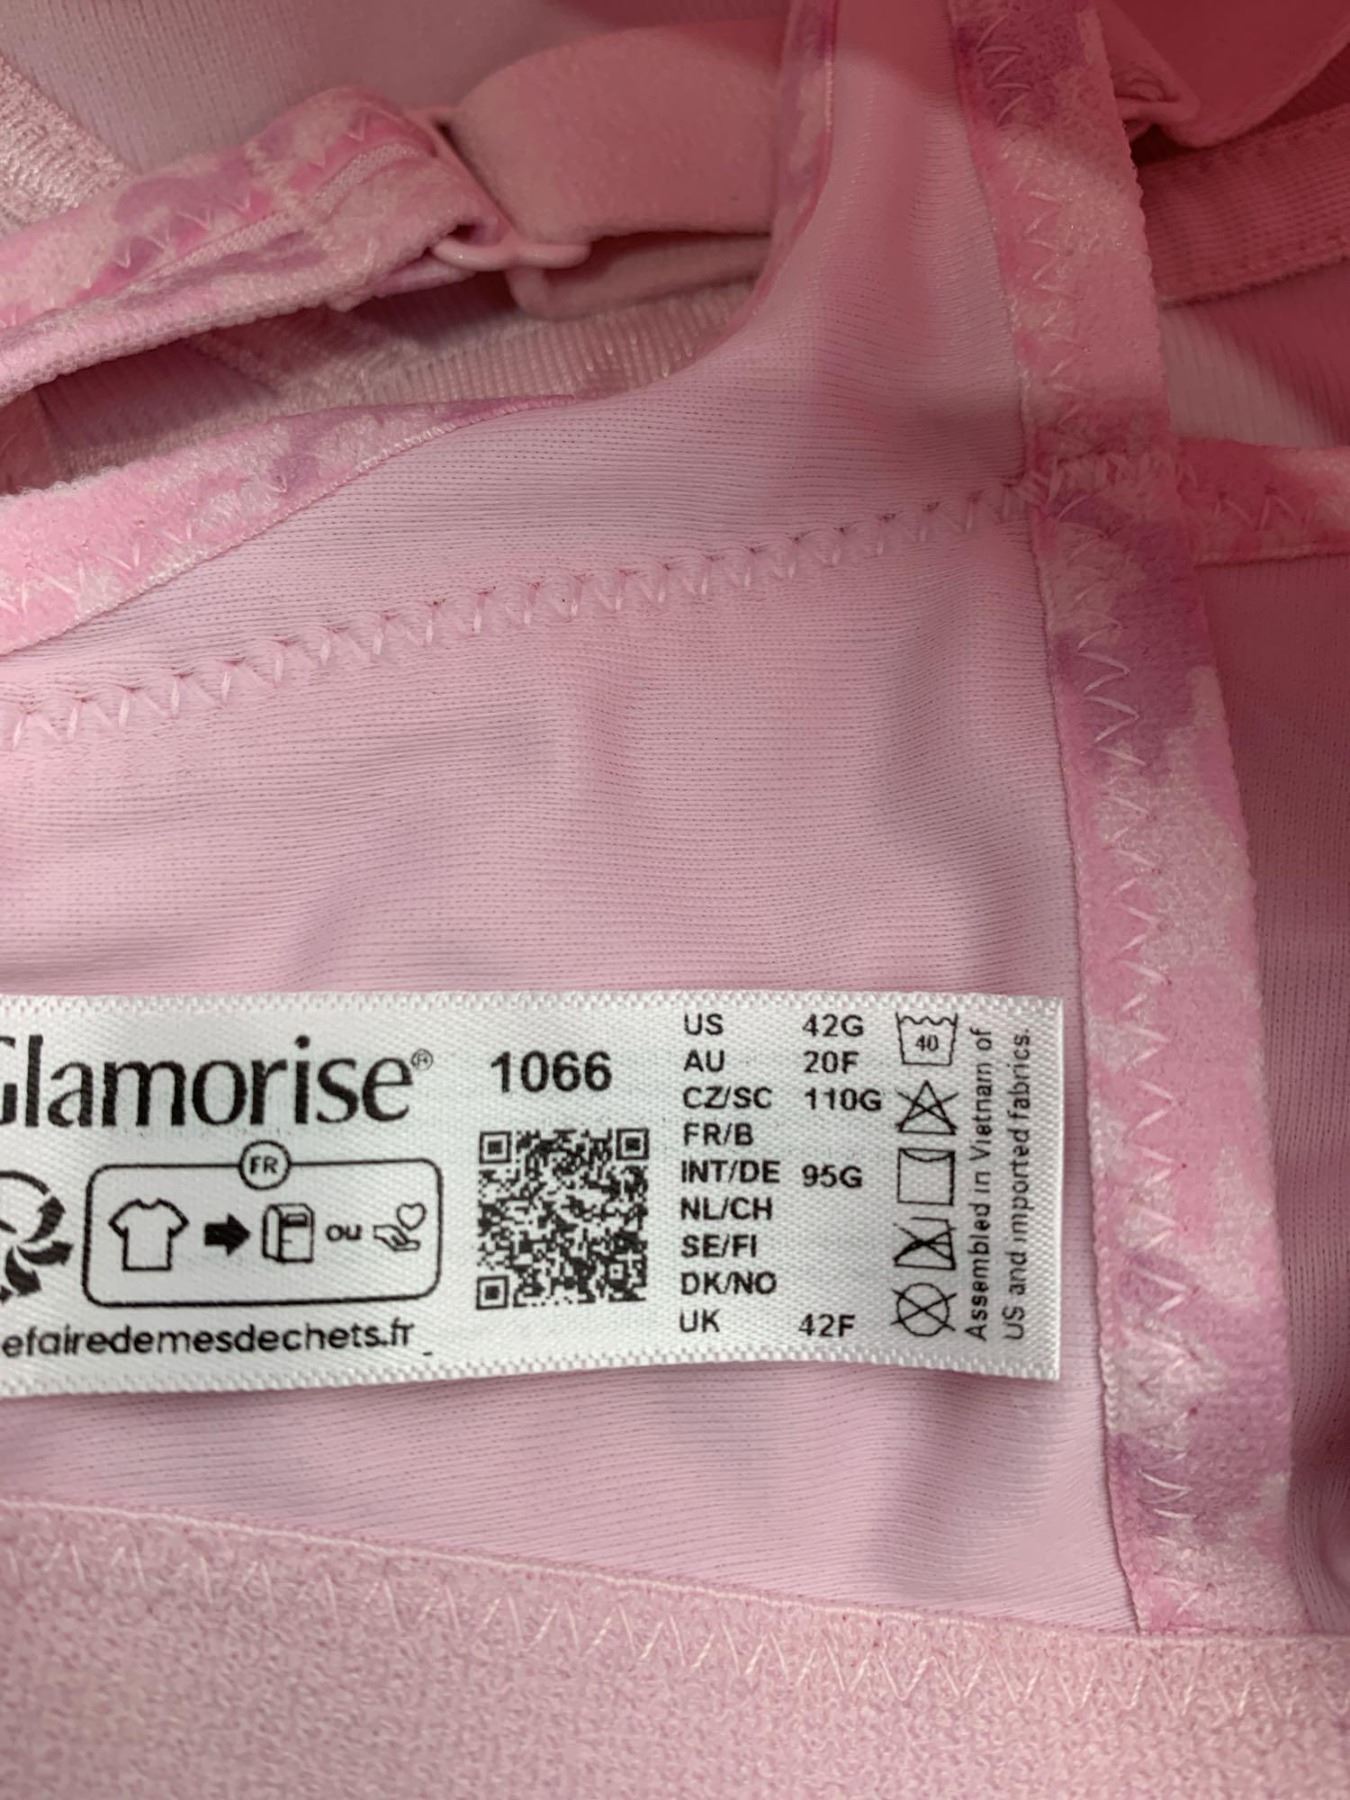 Glamorise®
1066
FR
ou
efairedemesdechets.fr
US 42G
AU 20F
CZ/SC 110G
FR/B
INT/DE 95G
NL/CH
SE/FI
DK/NO
UK 42F
40
Assembled in Vietnam of
US and imported fabrics.